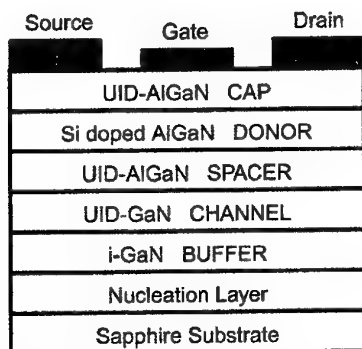 Source Gate Drain
UID-AlGaN CAP
Si doped AlGaN DONOR
UID-AlGaN SPACER
UID-GaN CHANNEL
i-GaN BUFFER
Nucleation Layer
Sapphire Substrate